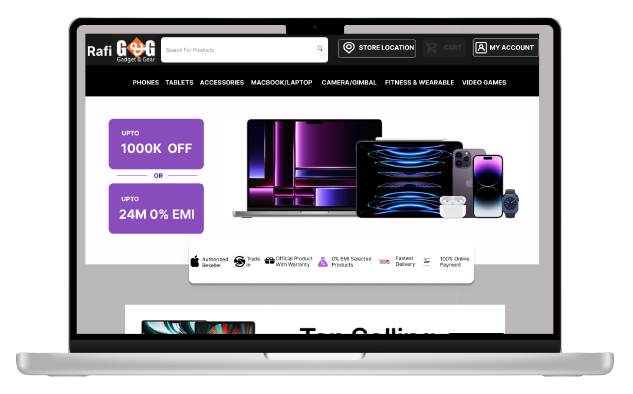 Rafi G&G
Gadget & Gear
Search For Products
STORE LOCATION
CART
MY ACCOUNT
PHONES TABLETS ACCESSORIES MACBOOK/LAPTOP CAMERA/GIMBAL FITNESS & WEARABLE VIDEO GAMES
UPTO
1000K OFF
OR
UPTO
24M 0% EMI
Authorized
Reseller
Trade
in
Official Product
With Warranty
0% EMI Selected
Products
Fastest
Delivery
100% Online
Payment
Top Selling